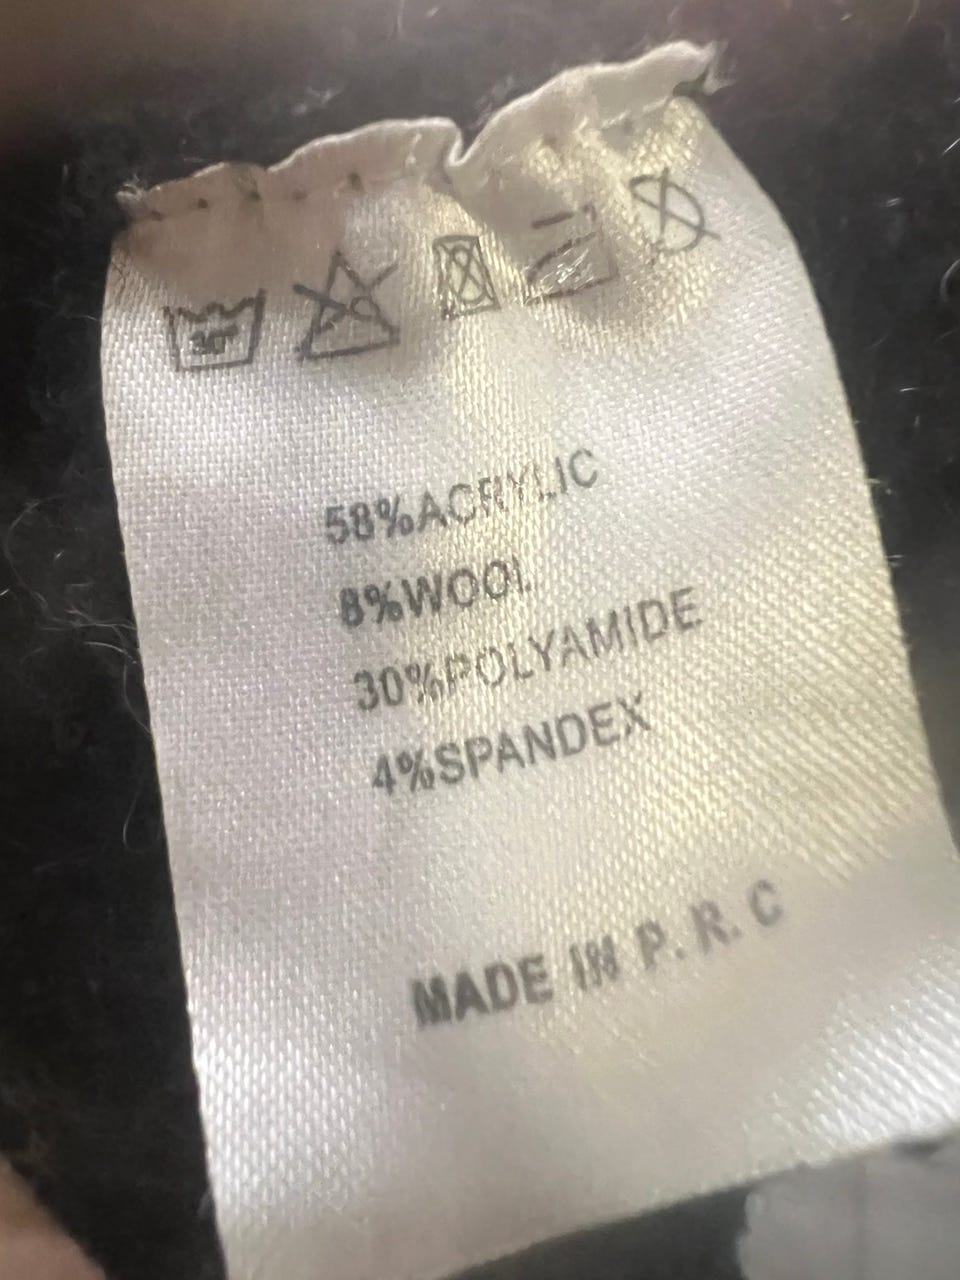 58%ACRYLIC
8%WOOL
30%POLYAMIDE
4%SPANDEX
MADE IN P. R. C